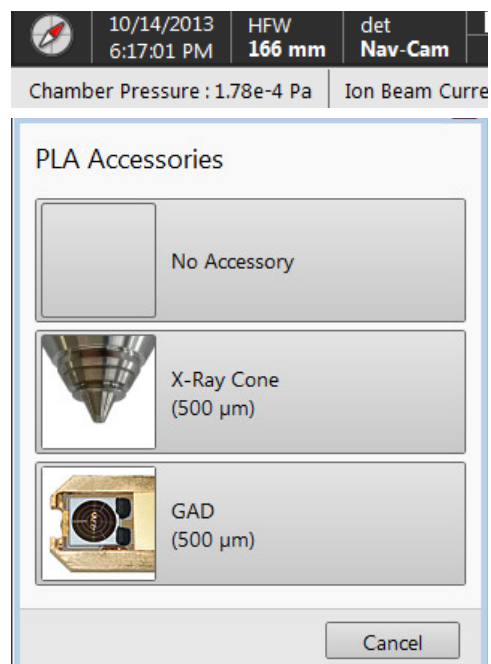 10/14/2013 HFW det
6:17:01 PM 166 mm Nav-Cam
Chamber Pressure : 1.78e-4 Pa Ion Beam
PLA Accessories
No Accessory
X-Ray Cone
(500 µm)
GAD
(500 µm)
Cancel